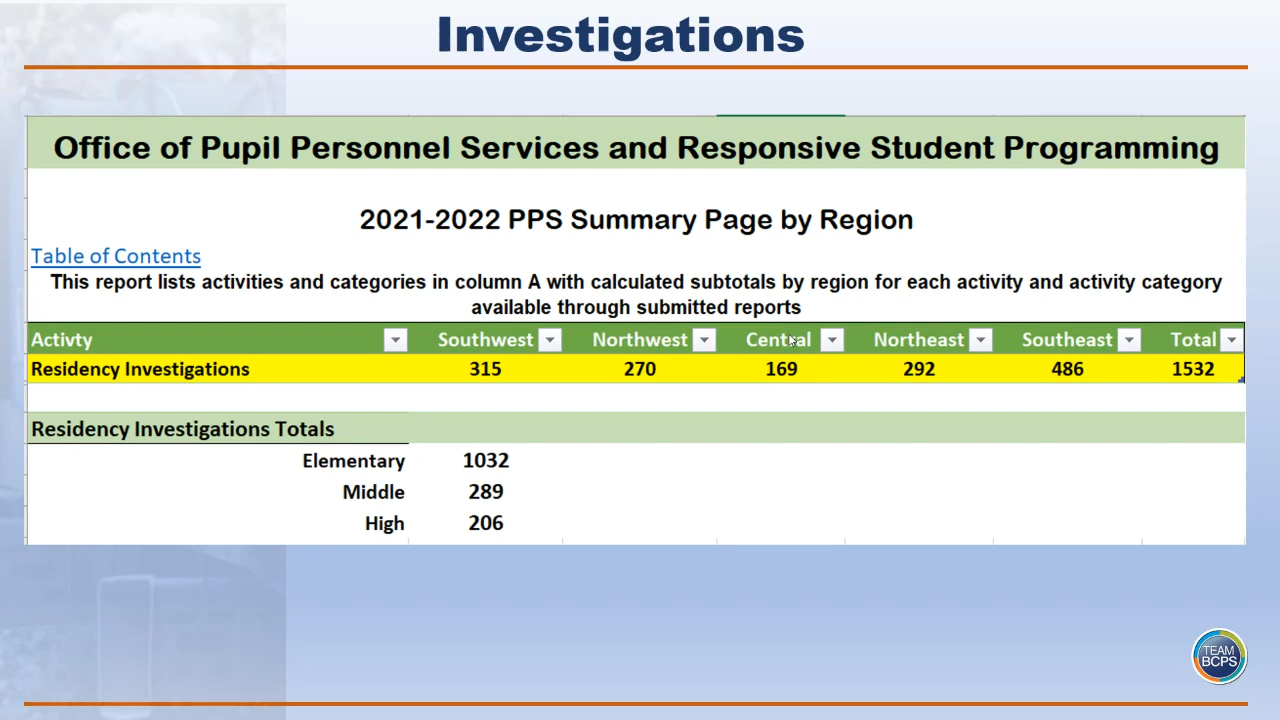 Investigations
Office of Pupil Personnel Services and Responsive Student Programming
2021-2022 PPS Summary Page by Region
Table of Contents
This report lists activities and categories in column A with calculated subtotals by region for each activity and activity category
available through submitted reports
Activty Southwest Northwest Central Northeast Southeast Total
Residency Investigations 315 270 169 292 486 1532
Residency Investigations Totals
Elementary 1032
Middle 289
High 206
TEAM
BCPS